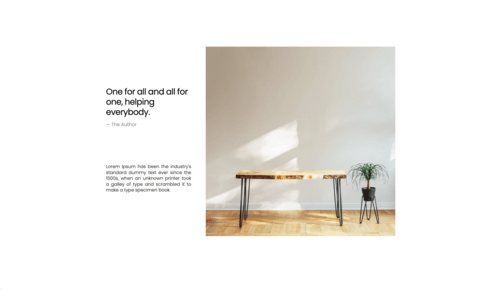 One for all and all for
one, helping
everybody.
— The Author
Lorem Ipsum has been the industry's
standard dummy text ever since the
1500s, when an unknown printer took
a galley of type and scrambled it to
make a type specimen book.